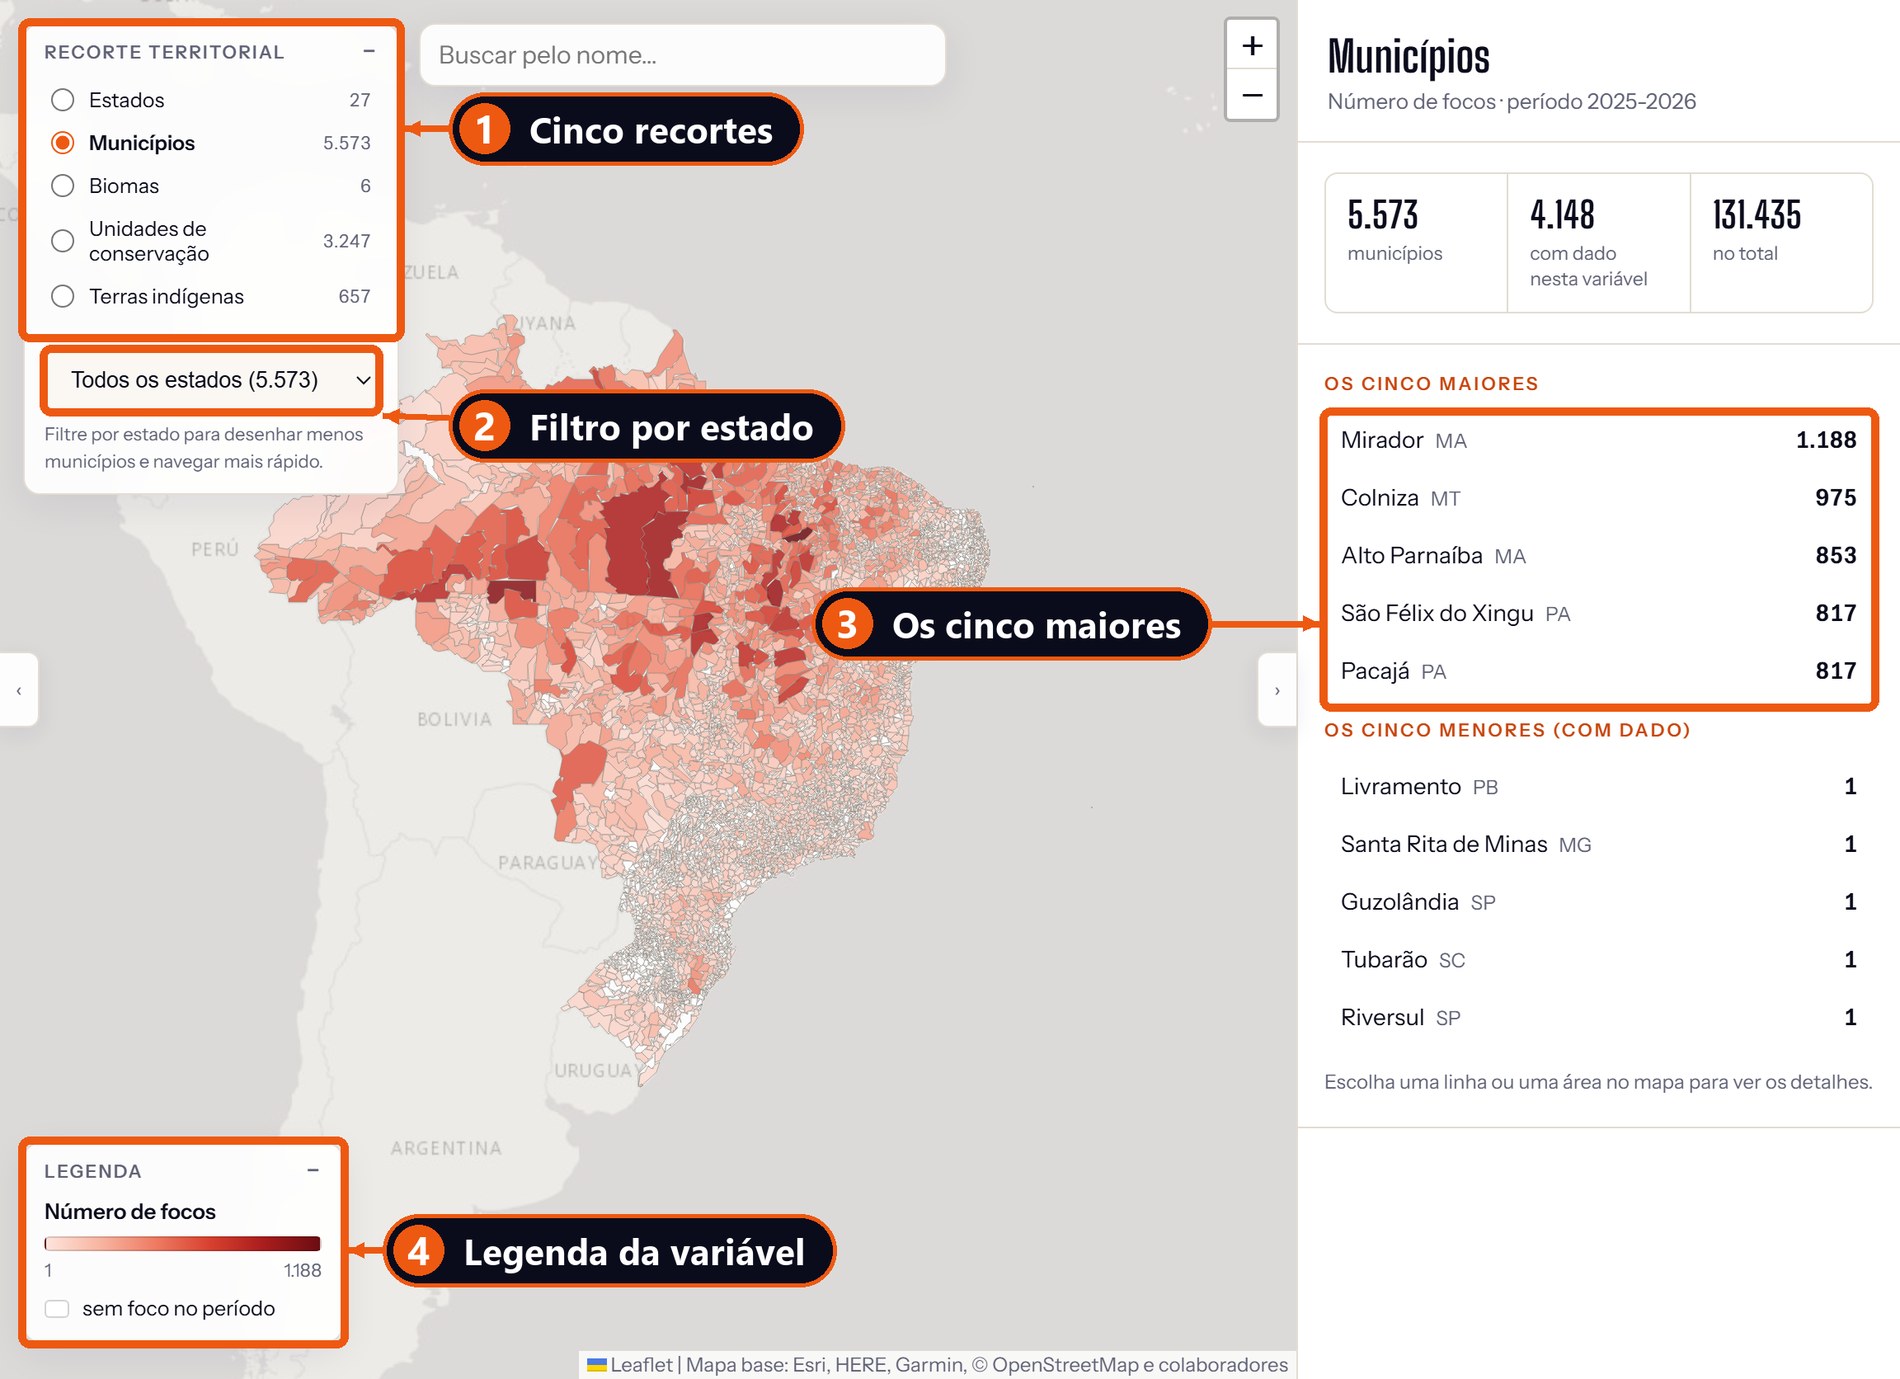 RECORTE TERRITORIAL −
Estados 27
Municípios 5.573
Biomas 6
Unidades de
conservação 3.247
Terras indígenas 657
Todos os estados (5.573)
Filtre por estado para desenhar menos
municípios e navegar mais rápido.
Buscar pelo nome...
+
−
1 Cinco recortes
2 Filtro por estado
3 Os cinco maiores
4 Legenda da variável
ZUELA
GUYANA
PERÚ
BOLIVIA
PARAGUAY
URUGUAY
ARGENTINA
‹
›
LEGENDA −
Número de focos
1 1.188
sem foco no período
Leaflet | Mapa base: Esri, HERE, Garmin, © OpenStreetMap e colaboradores
Municípios
Número de focos · período 2025-2026
5.573
municípios
4.148
com dado
nesta variável
131.435
no total
OS CINCO MAIORES
Mirador MA 1.188
Colniza MT 975
Alto Parnaíba MA 853
São Félix do Xingu PA 817
Pacajá PA 817
OS CINCO MENORES (COM DADO)
Livramento PB 1
Santa Rita de Minas MG 1
Guzolândia SP 1
Tubarão SC 1
Riversul SP 1
Escolha uma linha ou uma área no mapa para ver os detalhes.